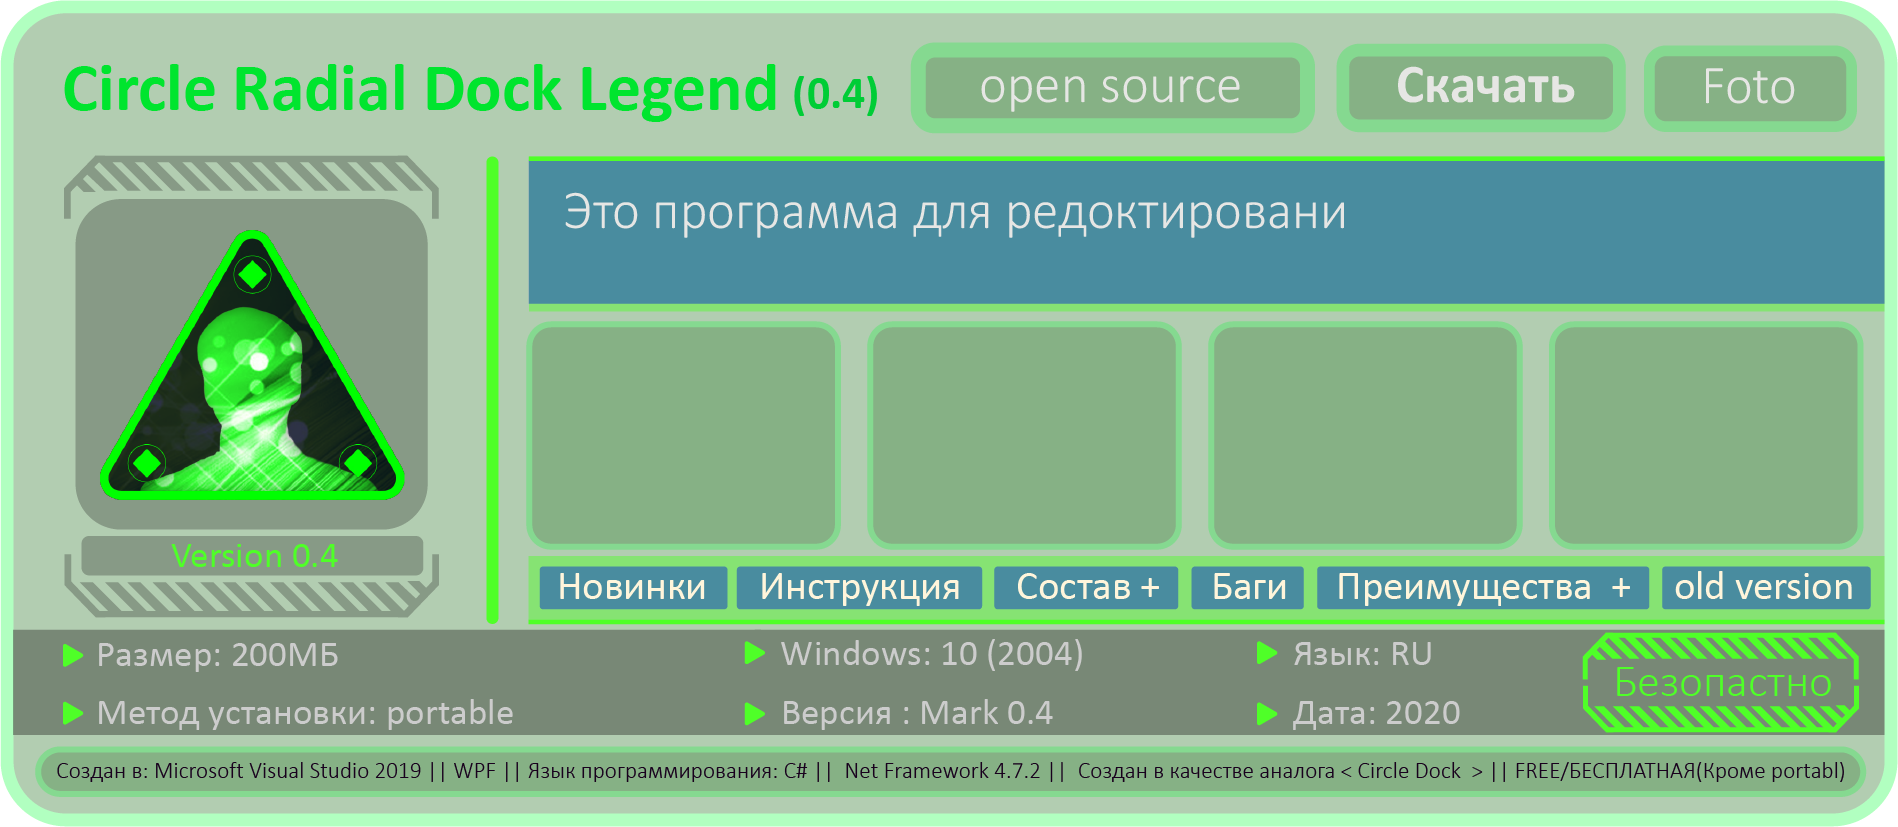 Circle Radial Dock Legend (0.4)
open source
Скачать
Foto
Это программа для редоктировани
Version 0.4
Новинки
Инструкция
Состав +
Баги
Преимущества +
old version
Размер: 200МБ
Windows: 10 (2004)
Язык: RU
Безопастно
Метод установки: portable
Версия : Mark 0.4
Дата: 2020
Создан в: Microsoft Visual Studio 2019 || WPF || Язык программирования: C# || Net Framework 4.7.2 || Создан в качестве аналога < Circle Dock > || FREE/БЕСПЛАТНАЯ(Кроме portabl)